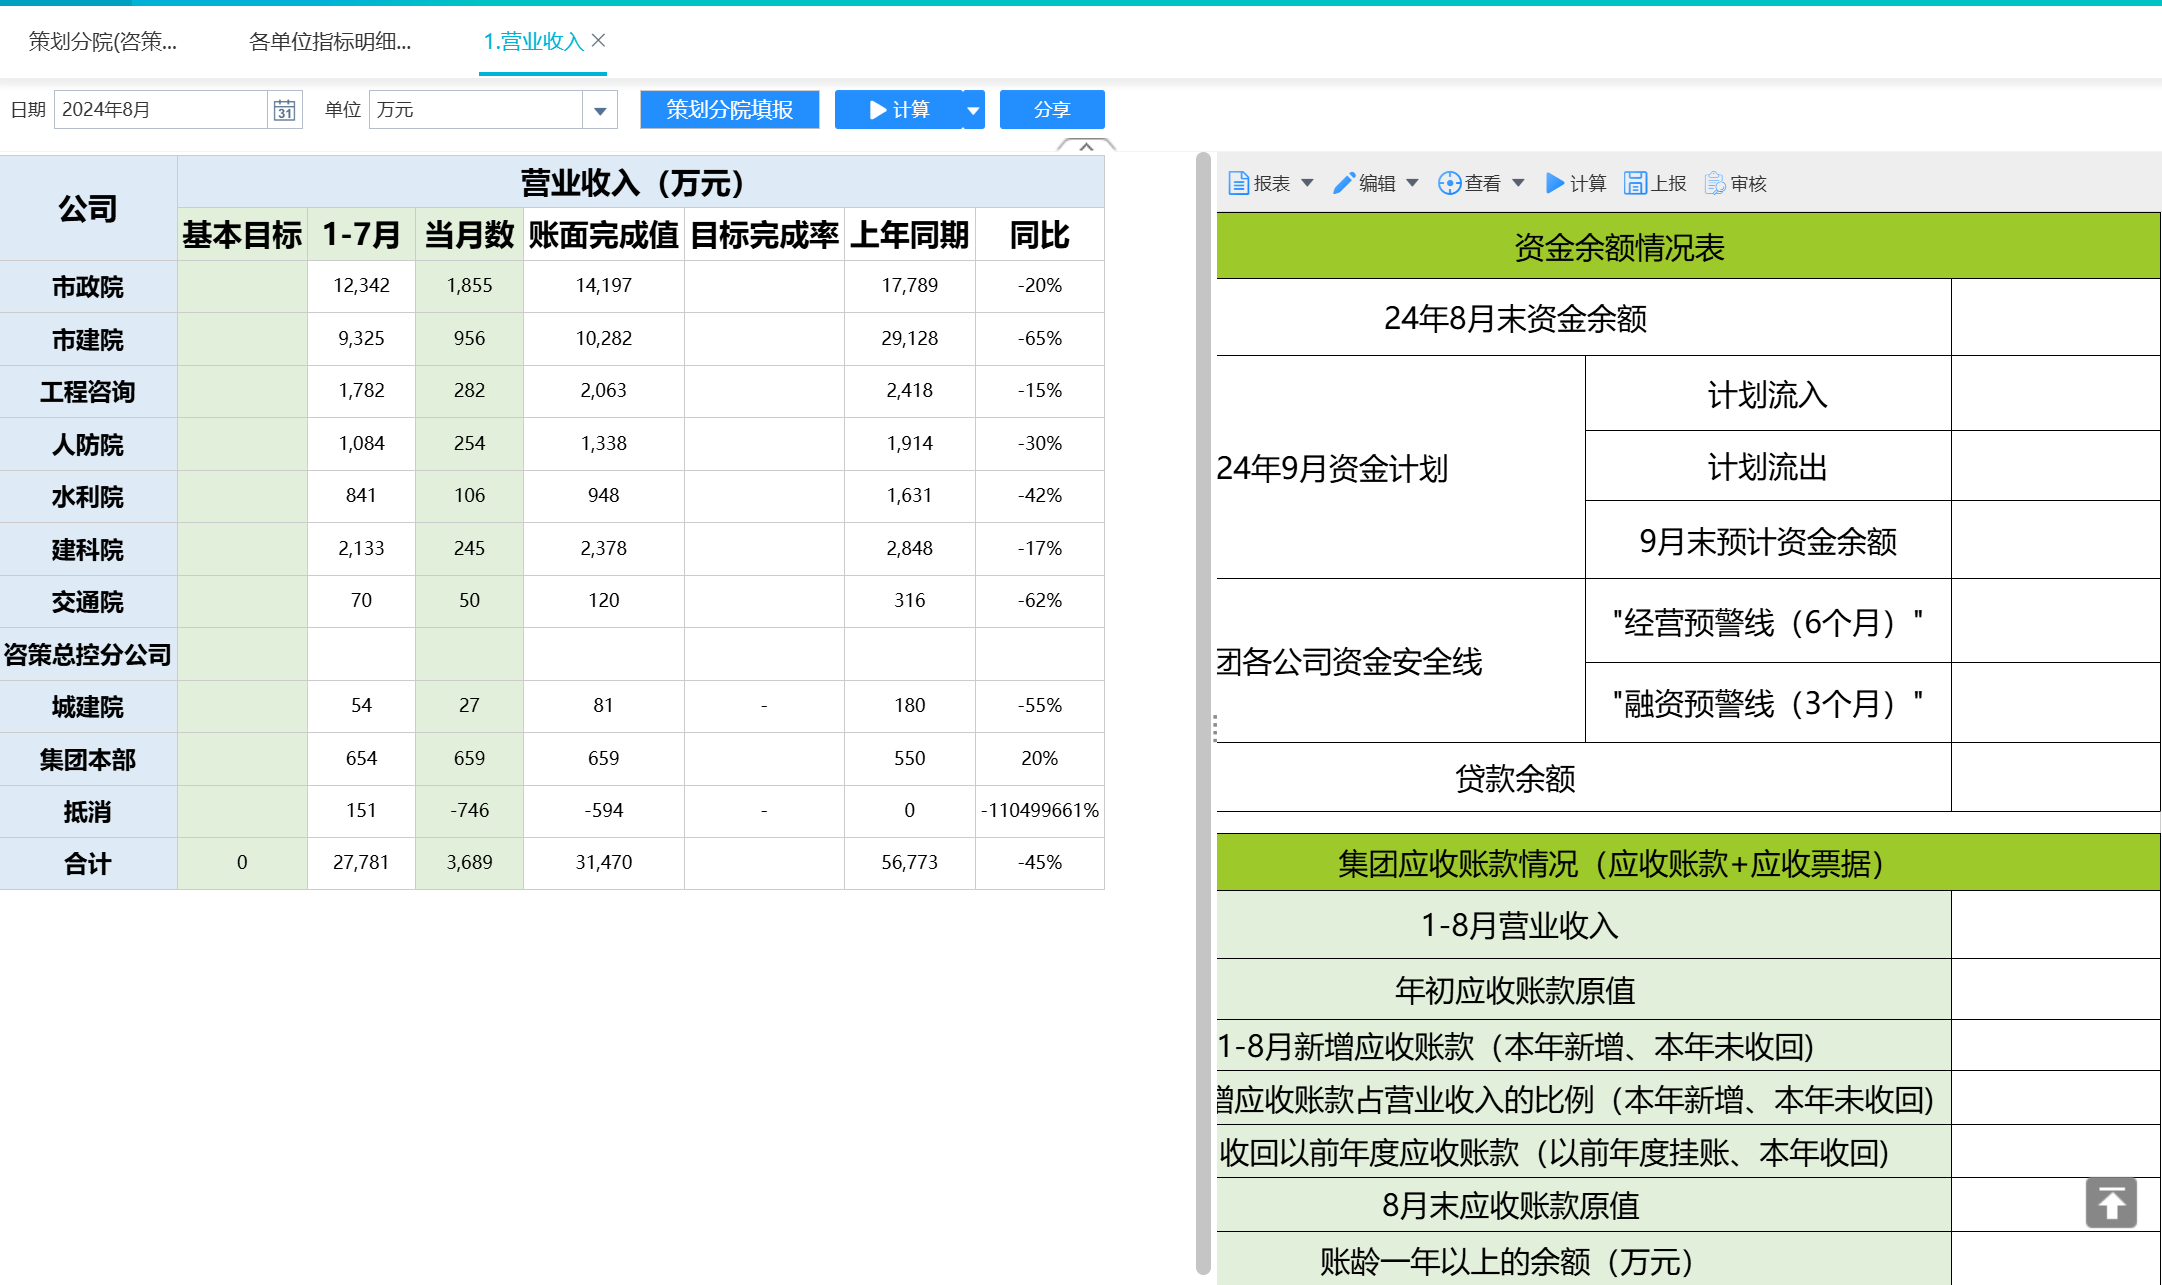 策划分院(咨策... 各单位指标明细... 1.营业收入
日期 2024年8月 31 单位 万元 策划分院填报 计算 分享
公司 营业收入（万元）
基本目标 1-7月 当月数 账面完成值 目标完成率 上年同期 同比
市政院 12,342 1,855 14,197 17,789 -20%
市建院 9,325 956 10,282 29,128 -65%
工程咨询 1,782 282 2,063 2,418 -15%
人防院 1,084 254 1,338 1,914 -30%
水利院 841 106 948 1,631 -42%
建科院 2,133 245 2,378 2,848 -17%
交通院 70 50 120 316 -62%
咨策总控分公司
城建院 54 27 81 - 180 -55%
集团本部 654 659 659 550 20%
抵消 151 -746 -594 - 0 -110499661%
合计 0 27,781 3,689 31,470 56,773 -45%
报表 编辑 查看 计算 上报 审核
资金余额情况表
24年8月末资金余额
24年9月资金计划
计划流入
计划流出
9月末预计资金余额
团各公司资金安全线
"经营预警线（6个月）"
"融资预警线（3个月）"
贷款余额
集团应收账款情况（应收账款+应收票据）
1-8月营业收入
年初应收账款原值
1-8月新增应收账款（本年新增、本年未收回)
增应收账款占营业收入的比例（本年新增、本年未收回)
收回以前年度应收账款（以前年度挂账、本年收回)
8月末应收账款原值
账龄一年以上的余额（万元）